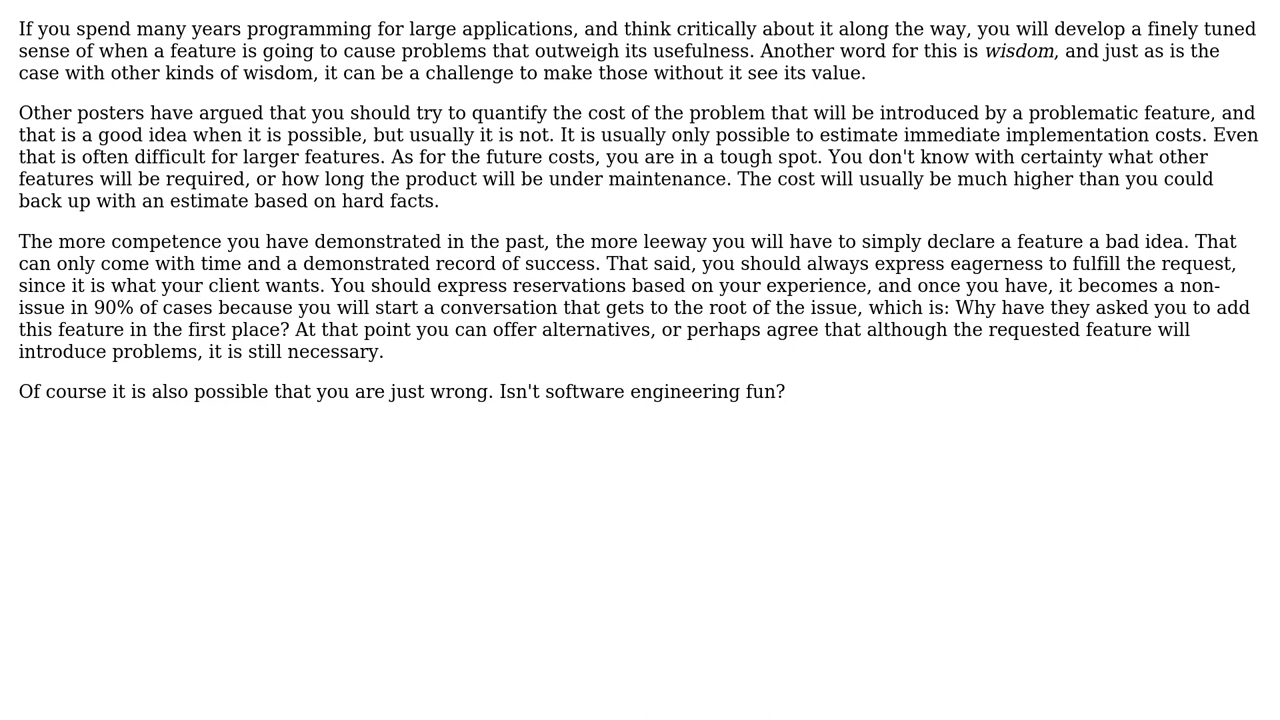 If you spend many years programming for large applications, and think critically about it along the way, you will develop a finely tuned
sense of when a feature is going to cause problems that outweigh its usefulness. Another word for this is wisdom, and just as is the
case with other kinds of wisdom, it can be a challenge to make those without it see its value.
Other posters have argued that you should try to quantify the cost of the problem that will be introduced by a problematic feature, and
that is a good idea when it is possible, but usually it is not. It is usually only possible to estimate immediate implementation costs. Even
that is often difficult for larger features. As for the future costs, you are in a tough spot. You don't know with certainty what other
features will be required, or how long the product will be under maintenance. The cost will usually be much higher than you could
back up with an estimate based on hard facts.
The more competence you have demonstrated in the past, the more leeway you will have to simply declare a feature a bad idea. That
can only come with time and a demonstrated record of success. That said, you should always express eagerness to fulfill the request,
since it is what your client wants. You should express reservations based on your experience, and once you have, it becomes a non-
issue in 90% of cases because you will start a conversation that gets to the root of the issue, which is: Why have they asked you to add
this feature in the first place? At that point you can offer alternatives, or perhaps agree that although the requested feature will
introduce problems, it is still necessary.
Of course it is also possible that you are just wrong. Isn't software engineering fun?